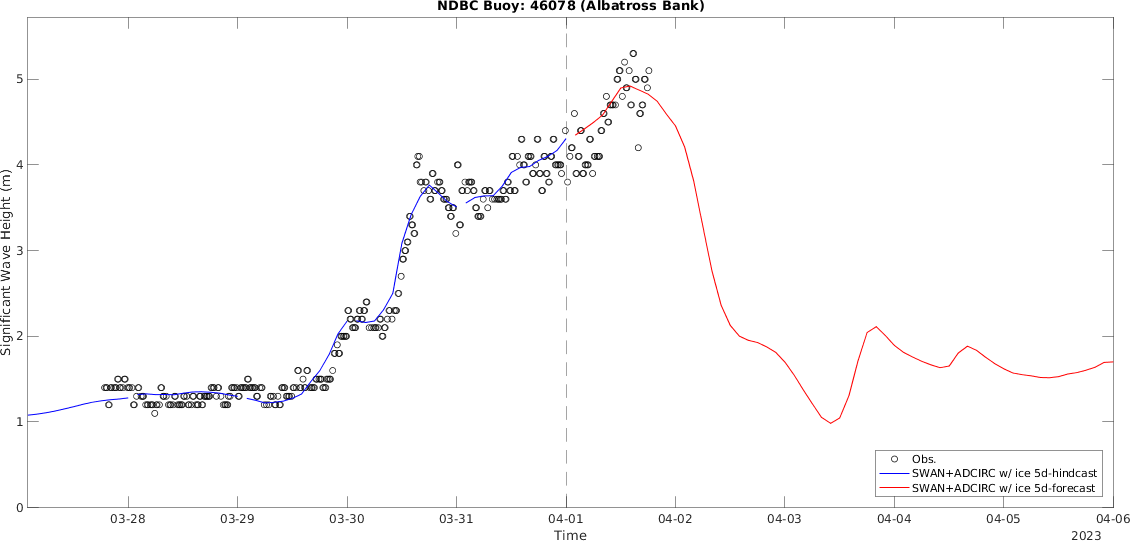 NDBC Buoy: 46078 (Albatross Bank)
Significant Wave Height (m)
5
4
3
2
1
0
Obs.
SWAN+ADCIRC w/ ice 5d-hindcast
SWAN+ADCIRC w/ ice 5d-forecast
03-28 03-29 03-30 03-31 04-01 04-02 04-03 04-04 04-05 04-06
Time
2023